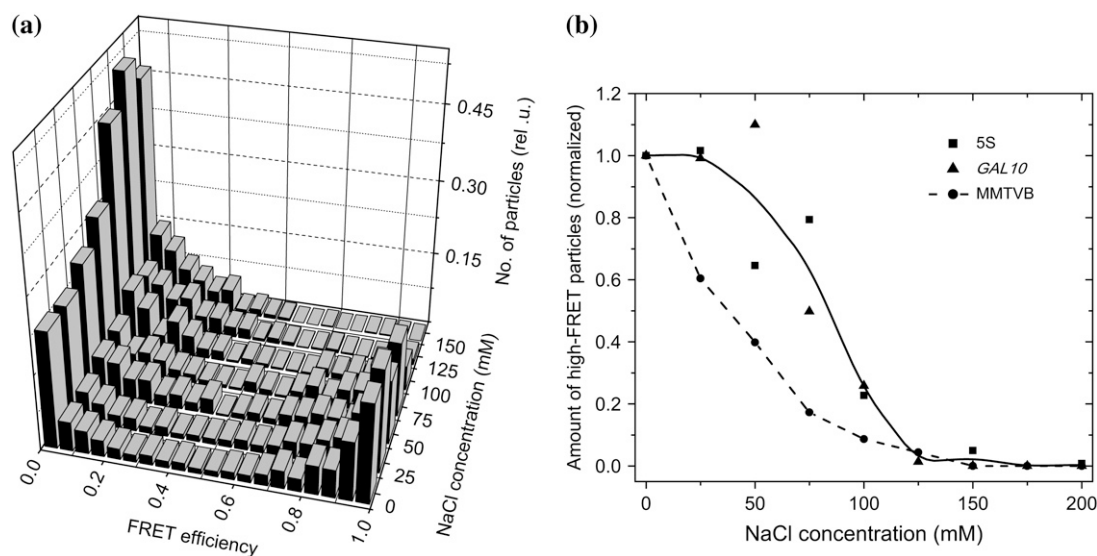 (a)
0.45
0.30
0.15
No. of particles (rel .u.)
150
125
100
75
50
25
0
NaCl concentration (mM)
0.0
0.2
0.4
0.6
0.8
1.0
FRET efficiency
(b)
1.2
1.0
0.8
0.6
0.4
0.2
0.0
Amount of high-FRET particles (normalized)
5S
GAL10
MMTVB
0
50
100
150
200
NaCl concentration (mM)